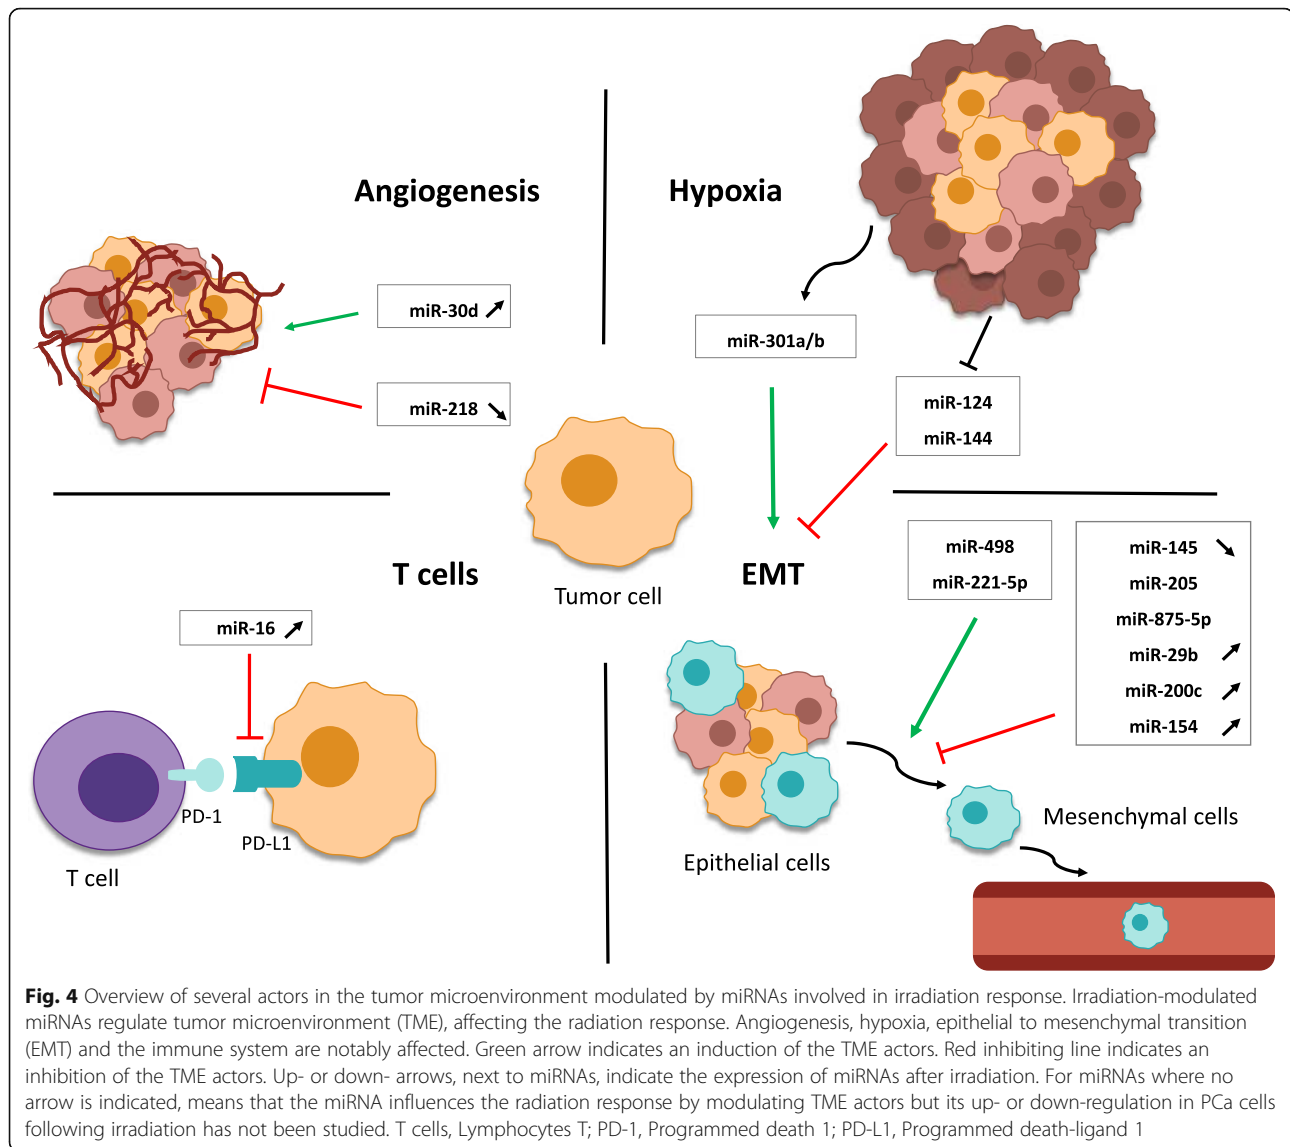 Angiogenesis
Hypoxia
miR-30d
miR-218
miR-301a/b
miR-124
miR-144
T cells
Tumor cell
EMT
miR-498
miR-221-5p
miR-145
miR-205
miR-875-5p
miR-29b
miR-200c
miR-154
miR-16
PD-1
PD-L1
T cell
Epithelial cells
Mesenchymal cells
Fig. 4 Overview of several actors in the tumor microenvironment modulated by miRNAs involved in irradiation response. Irradiation-modulated
miRNAs regulate tumor microenvironment (TME), affecting the radiation response. Angiogenesis, hypoxia, epithelial to mesenchymal transition
(EMT) and the immune system are notably affected. Green arrow indicates an induction of the TME actors. Red inhibiting line indicates an
inhibition of the TME actors. Up- or down- arrows, next to miRNAs, indicate the expression of miRNAs after irradiation. For miRNAs where no
arrow is indicated, means that the miRNA influences the radiation response by modulating TME actors but its up- or down-regulation in PCa cells
following irradiation has not been studied. T cells, Lymphocytes T; PD-1, Programmed death 1; PD-L1, Programmed death-ligand 1